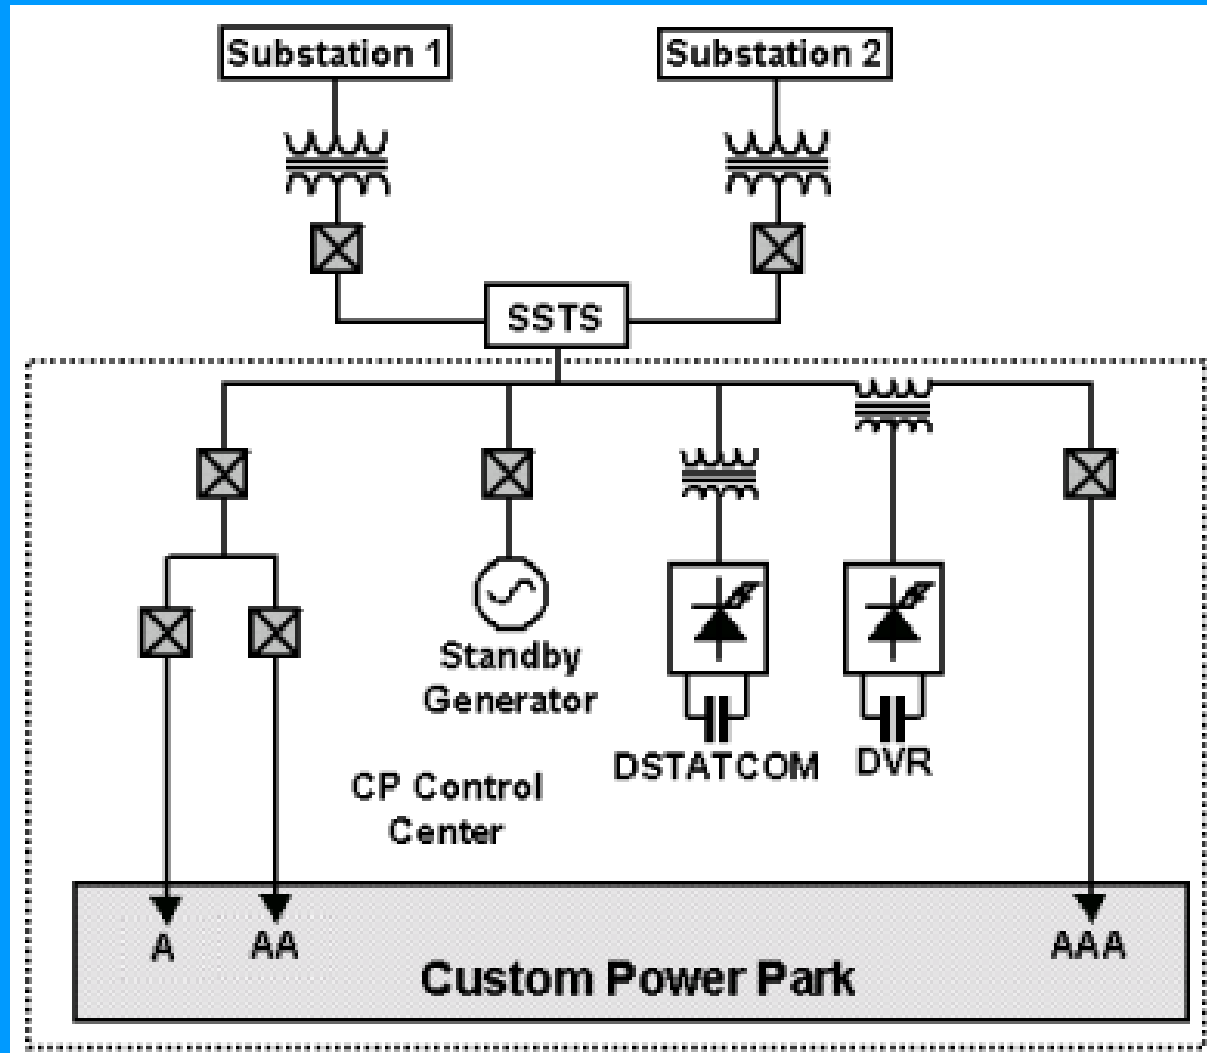 Substation 1
Substation 2
SSTS
Standby
Generator
DSTATCOM
DVR
CP Control
Center
A
AA
AAA
Custom Power Park